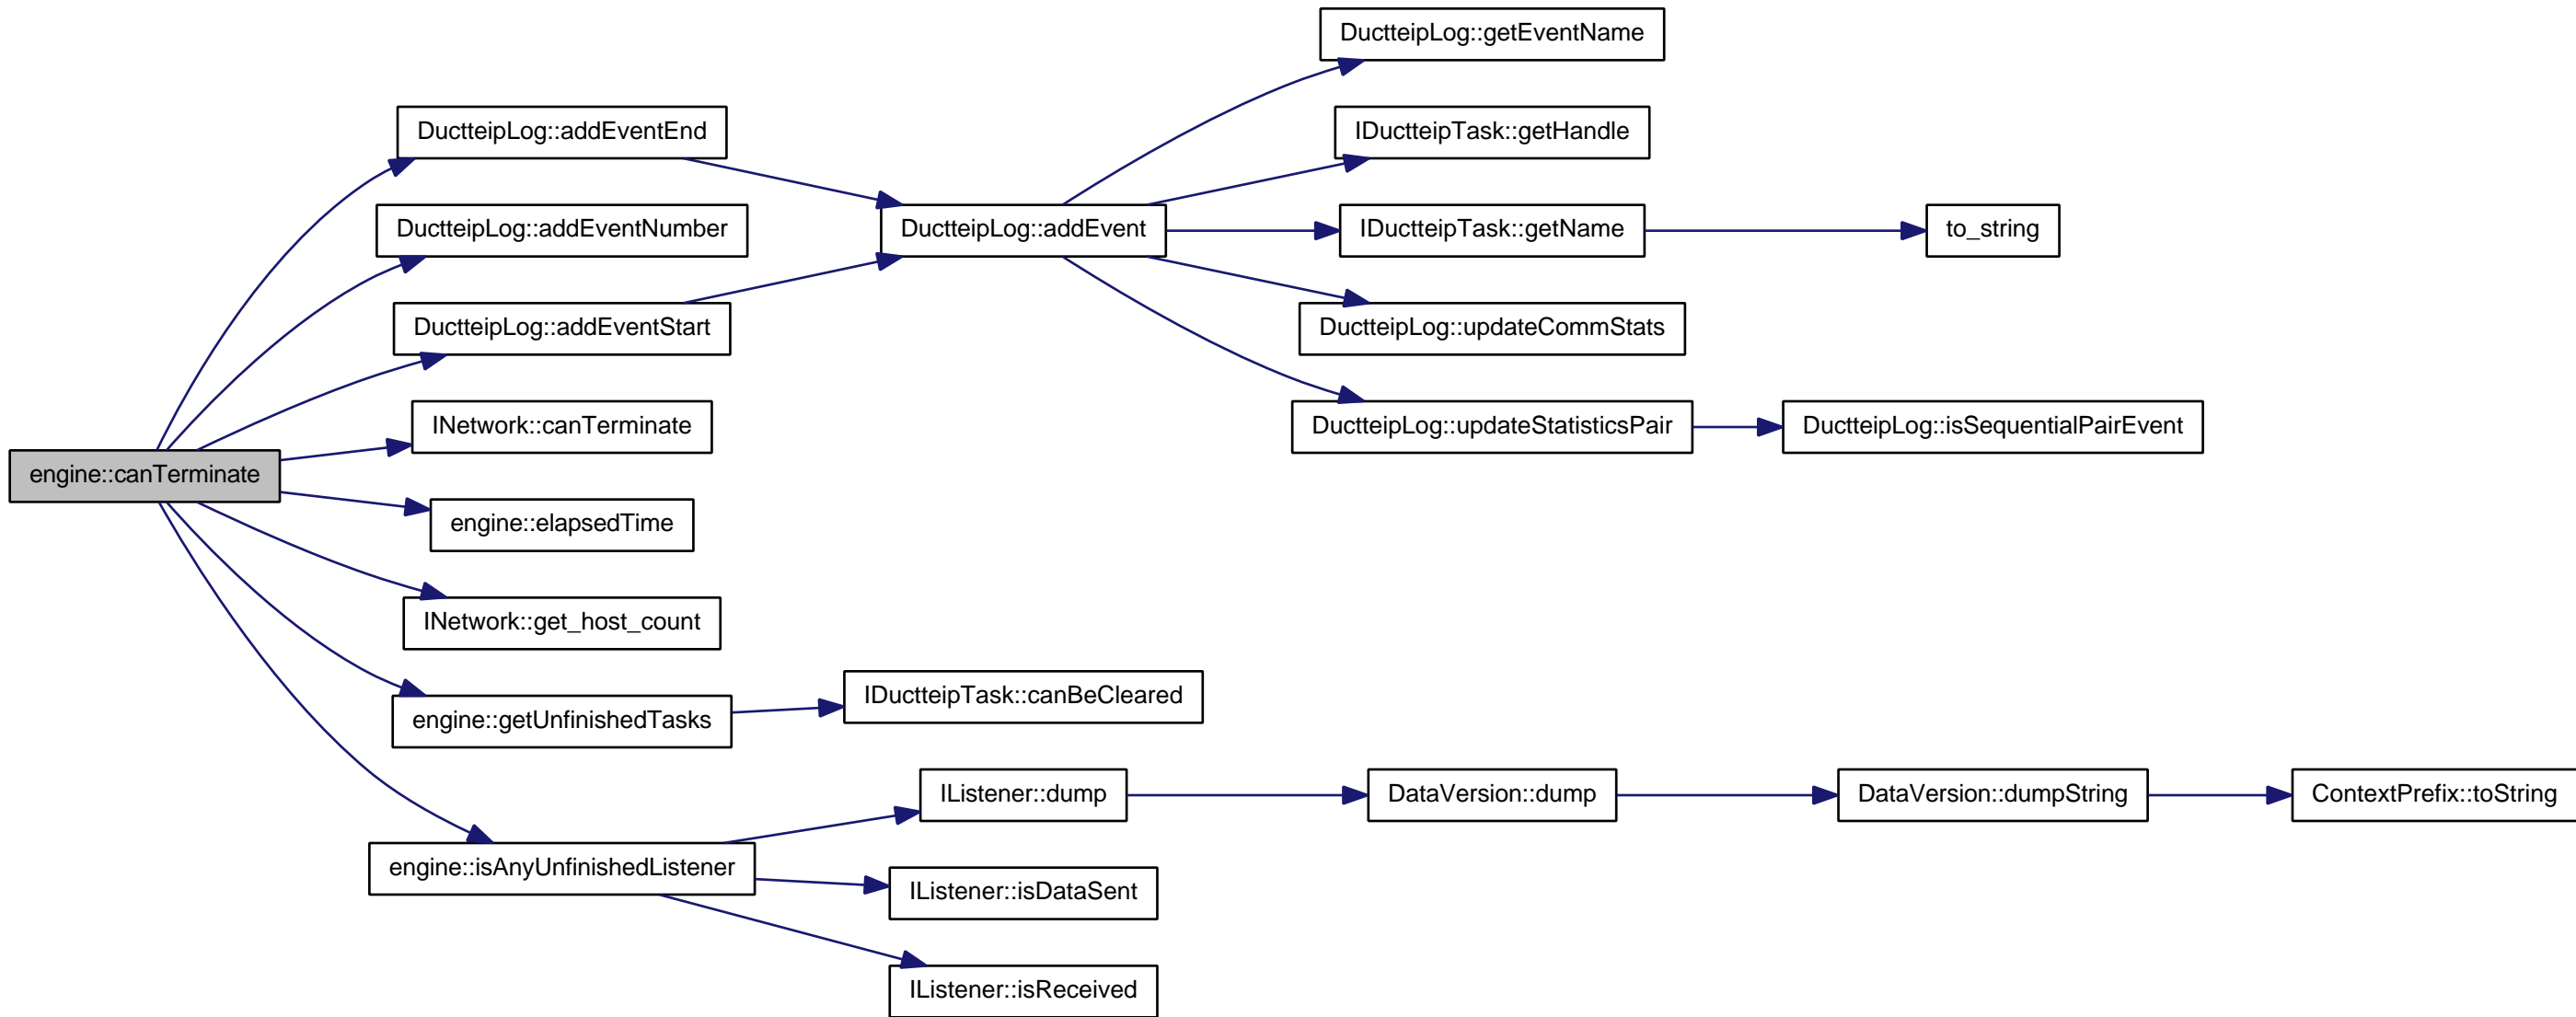 engine::canTerminate
DuctteipLog::addEventEnd
DuctteipLog::addEventNumber
DuctteipLog::addEventStart
INetwork::canTerminate
engine::elapsedTime
INetwork::get_host_count
engine::getUnfinishedTasks
engine::isAnyUnfinishedListener
DuctteipLog::addEvent
IDuctteipTask::canBeCleared
IListener::dump
IListener::isDataSent
IListener::isReceived
DuctteipLog::getEventName
IDuctteipTask::getHandle
IDuctteipTask::getName
DuctteipLog::updateCommStats
DuctteipLog::updateStatisticsPair
DataVersion::dump
to_string
DuctteipLog::isSequentialPairEvent
DataVersion::dumpString
ContextPrefix::toString